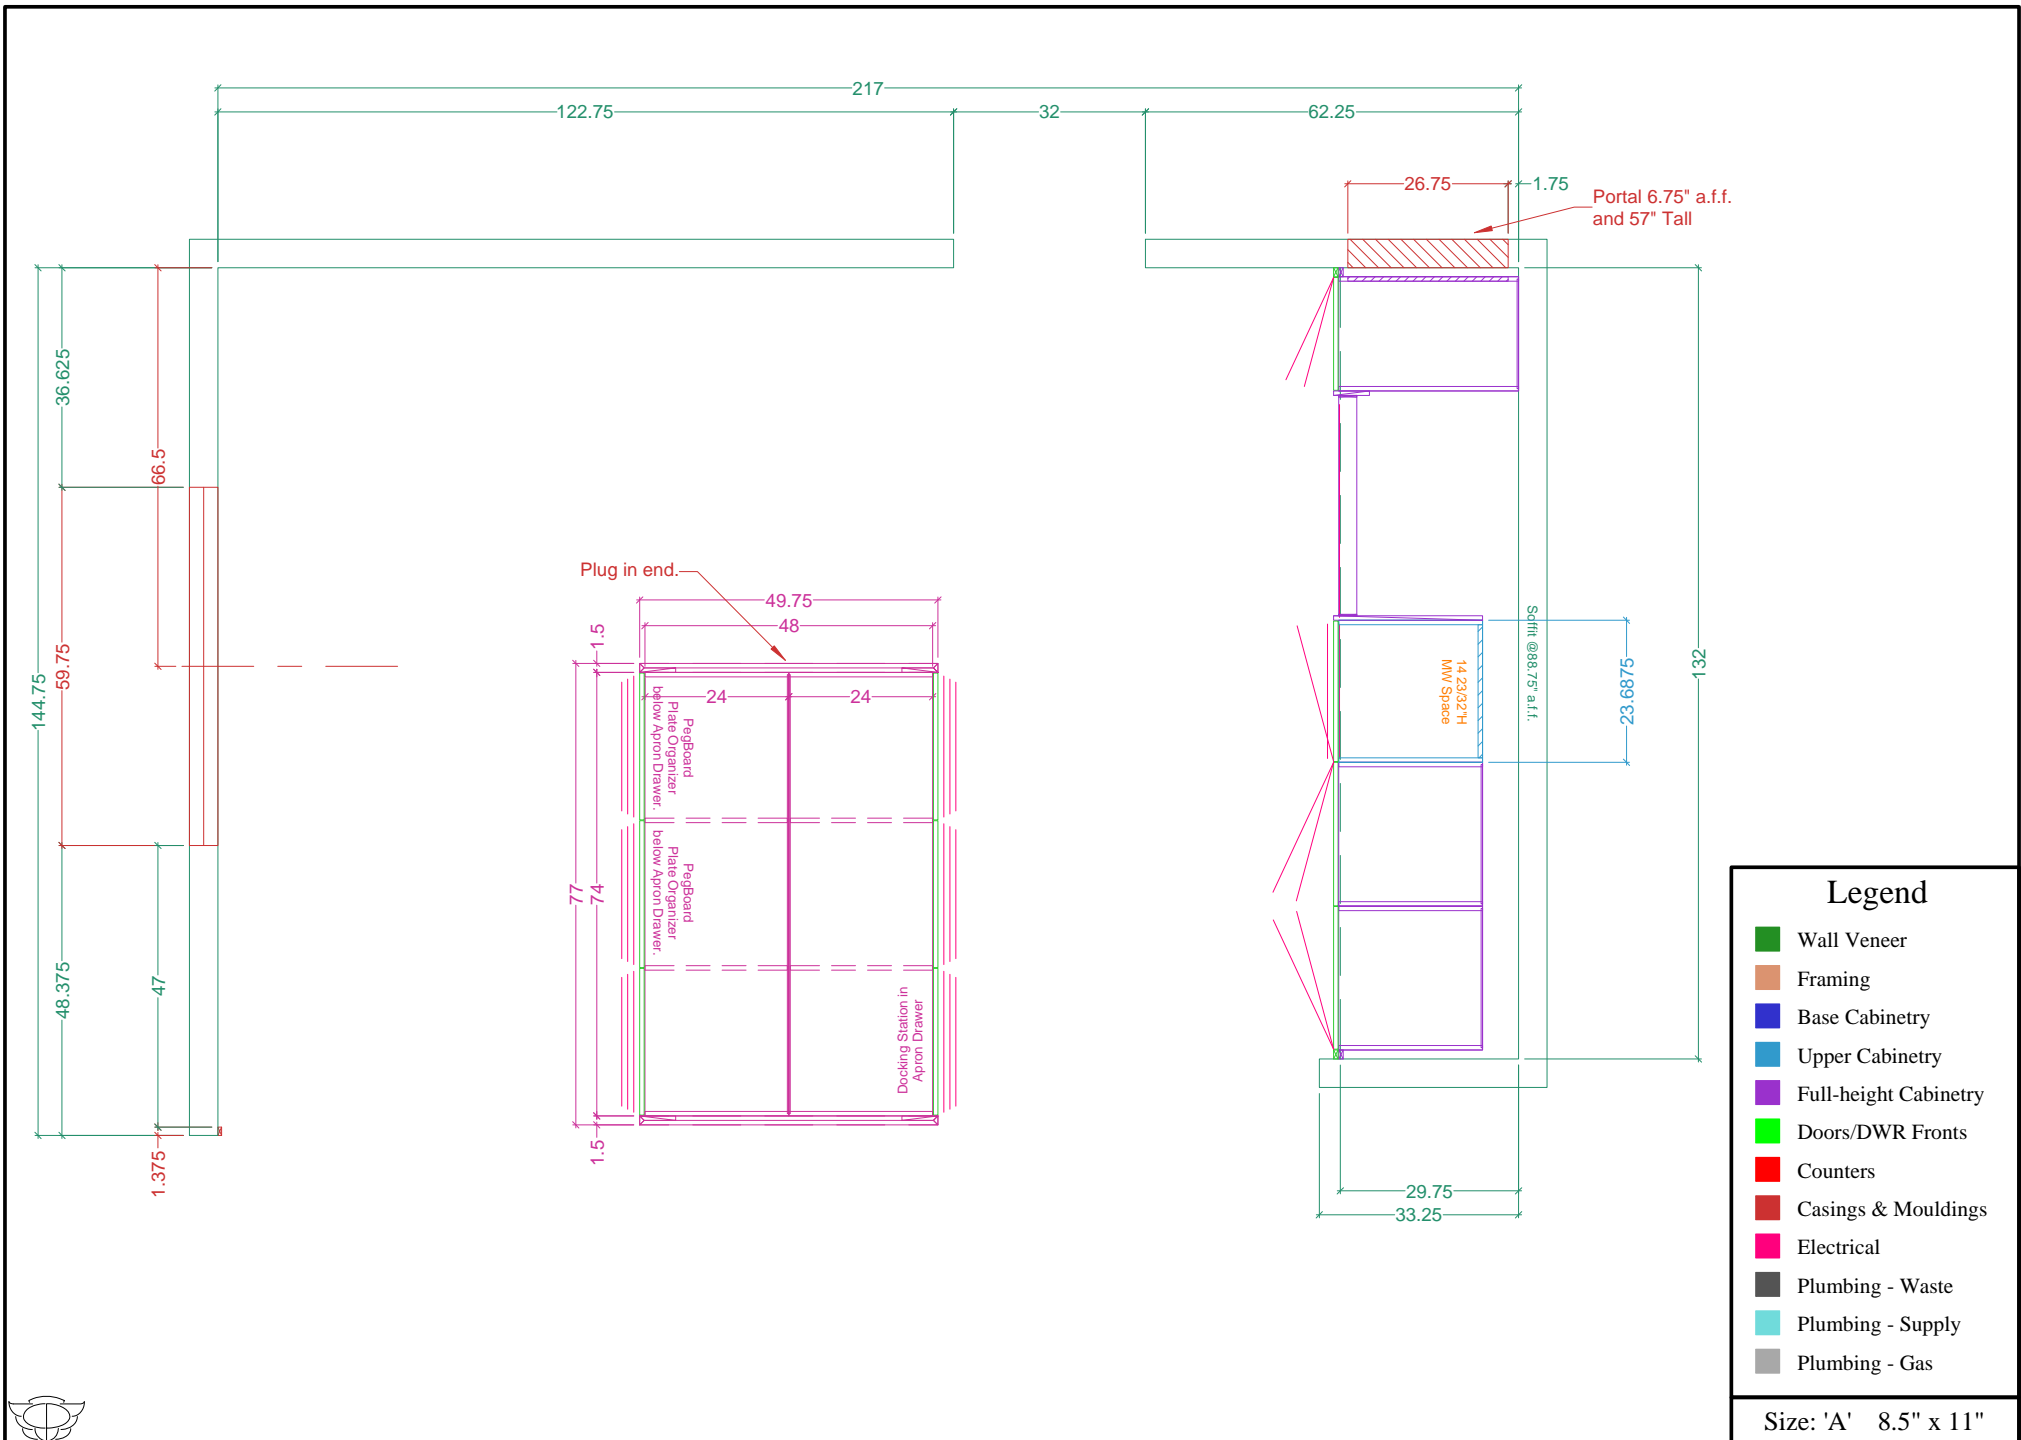 217
122.75
32
62.25
26.75
1.75
Portal 6.75" a.f.f.
and 57" Tall
36.625
66.5
59.75
144.75
48.375
47
1.375
Plug in end.
49.75
48
1.5
24
24
77
74
1.5
PegBoard
Plate Organizer
below Apron Drawer.
PegBoard
Plate Organizer
below Apron Drawer.
Docking Station in
Apron Drawer
14 23/32"H
MW Space
Soffit @88.75" a.f.f.
23.6875
132
29.75
33.25
Legend
Wall Veneer
Framing
Base Cabinetry
Upper Cabinetry
Full-height Cabinetry
Doors/DWR Fronts
Counters
Casings & Mouldings
Electrical
Plumbing - Waste
Plumbing - Supply
Plumbing - Gas
Size: 'A' 8.5" x 11"